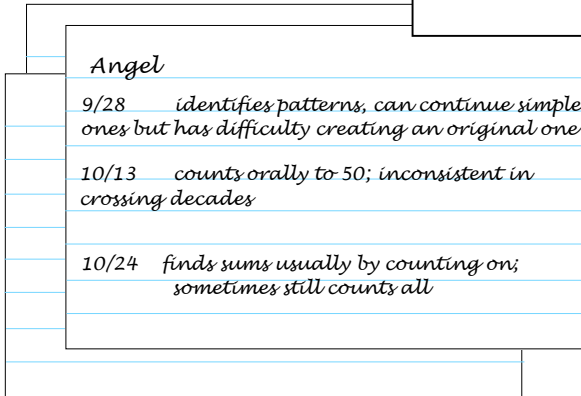 Angel
9/28 identifies patterns, can continue simple
ones but has difficulty creating an original one
10/13 counts orally to 50; inconsistent in
crossing decades
10/24 finds sums usually by counting on;
sometimes still counts all